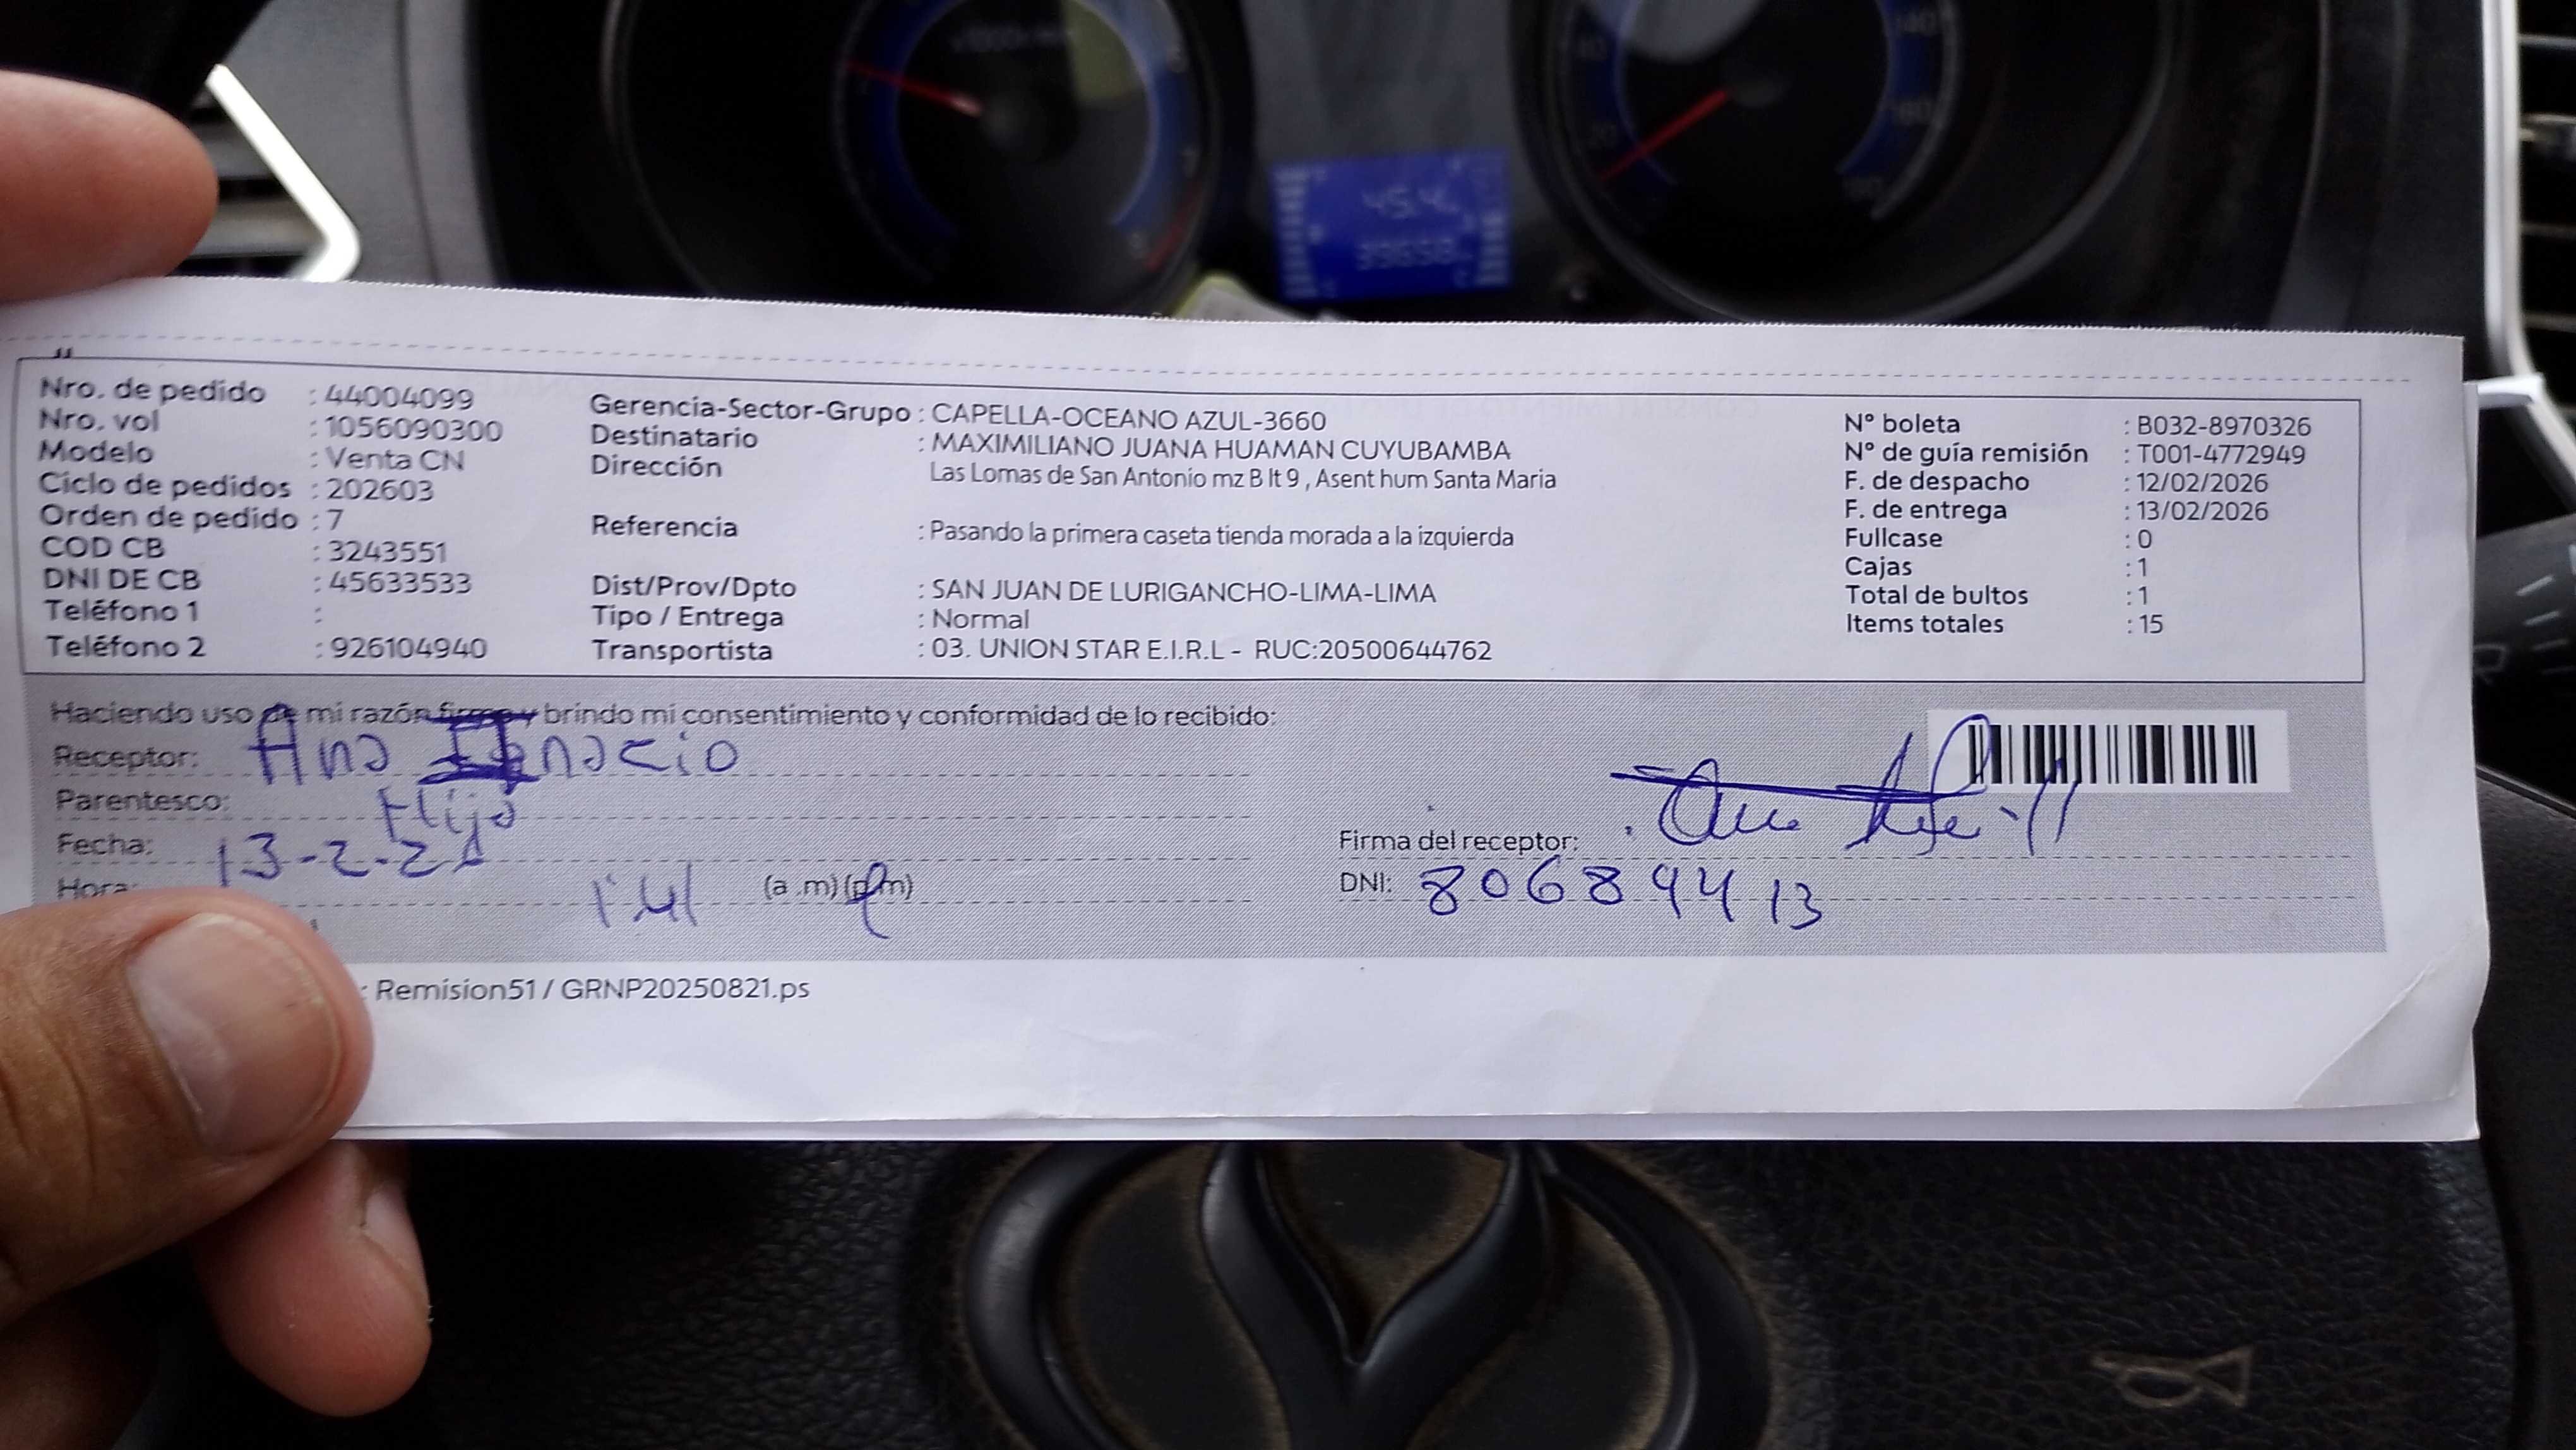 Nro. de pedido : 44004099
Nro. vol : 1056090300
Modelo : Venta CN
Ciclo de pedidos : 202603
Orden de pedido : 7
COD CB : 3243551
DNI DE CB : 45633533
Teléfono 1 :
Teléfono 2 : 926104940
Gerencia-Sector-Grupo : CAPELLA-OCEANO AZUL-3660
Destinatario : MAXIMILIANO JUANA HUAMAN CUYUBAMBA
Dirección Las Lomas de San Antonio mz B lt 9 , Asent hum Santa Maria
Referencia : Pasando la primera caseta tienda morada a la izquierda
Dist/Prov/Dpto : SAN JUAN DE LURIGANCHO-LIMA-LIMA
Tipo / Entrega : Normal
Transportista : 03. UNION STAR E.I.R.L - RUC:20500644762
N° boleta : B032-8970326
N° de guía remisión : T001-4772949
F. de despacho : 12/02/2026
F. de entrega : 13/02/2026
Fullcase : 0
Cajas : 1
Total de bultos : 1
Items totales : 15
Haciendo uso de mi razón firmo y brindo mi consentimiento y conformidad de lo recibido:
Receptor: Ana Ignacio
Parentesco: Hija
Fecha: 13-2-26
Hora: (a .m) (p.m)
Firma del receptor:
DNI: 80689413
: Remision51 / GRNP20250821.ps